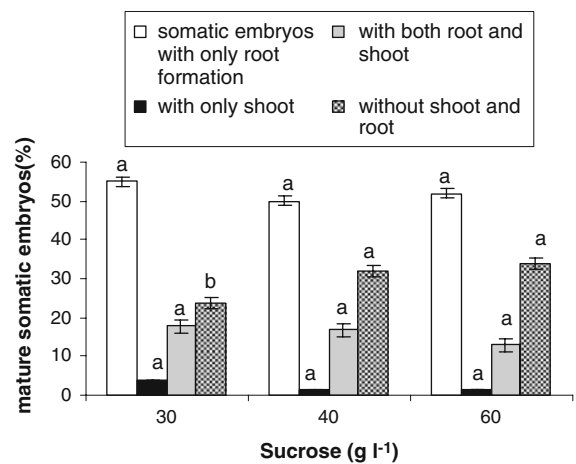 somatic embryos
with only root
formation
with both root and
shoot
with only shoot
without shoot and
root
mature somatic embryos(%)
60
50
40
30
20
10
0
a
a
a
b
a
a
a
a
a
a
a
a
30
40
60
Sucrose (g l-1)